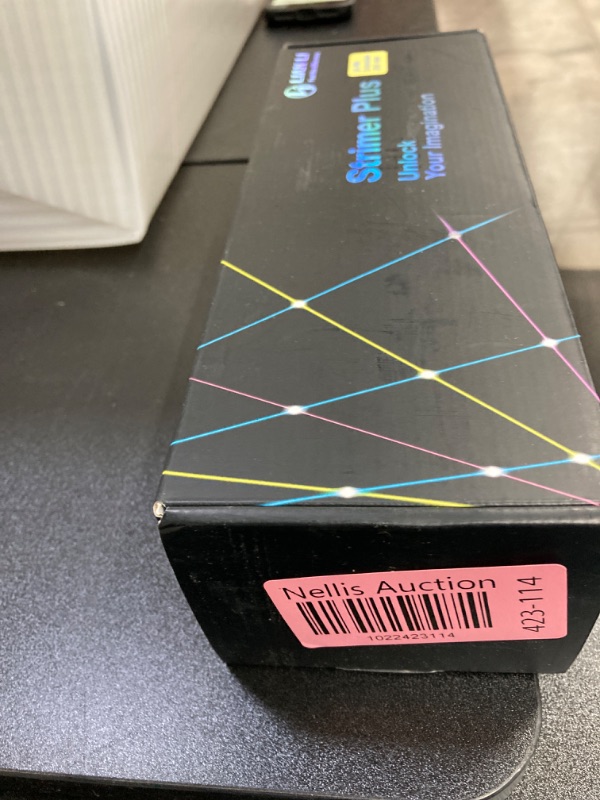 LIAN LI
Strimer Plus
Unlock
Your Imagination
Nellis Auction
1022423114
423-114